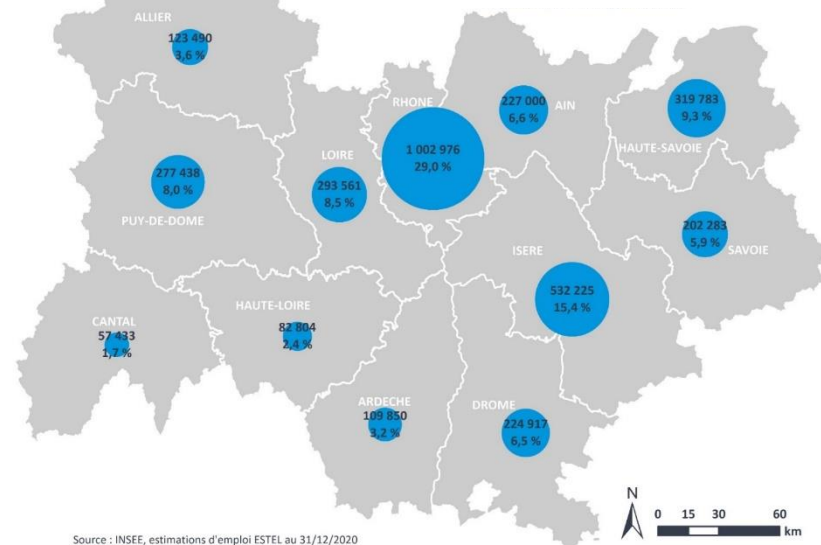 ALLIER
123 490
3,6 %
RHONE
1 002 976
29,0 %
227 000
6,6 %
AIN
319 783
9,3 %
HAUTE-SAVOIE
277 438
8,0 %
PUY-DE-DOME
LOIRE
293 561
8,5 %
202 283
5,9 %
SAVOIE
ISERE
532 225
15,4 %
CANTAL
57 433
1,7 %
HAUTE-LOIRE
82 804
2,4 %
ARDECHE
109 850
3,2 %
DROME
224 917
6,5 %
N
0 15 30 60
km
Source : INSEE, estimations d'emploi ESTEL au 31/12/2020